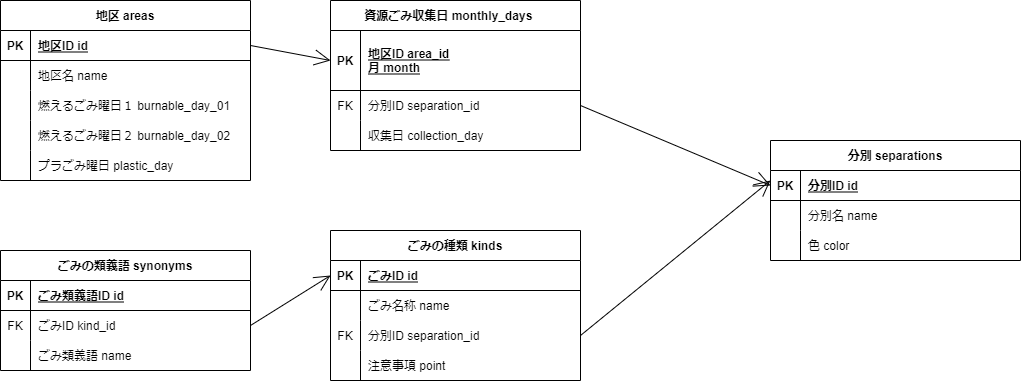 地区 areas
PK 地区ID id
地区名 name
燃えるごみ曜日１ burnable_day_01
燃えるごみ曜日２ burnable_day_02
プラごみ曜日 plastic_day
資源ごみ収集日 monthly_days
PK 地区ID area_id
月 month
FK 分別ID separation_id
収集日 collection_day
分別 separations
PK 分別ID id
分別名 name
色 color
ごみの類義語 synonyms
PK ごみ類義語ID id
FK ごみID kind_id
ごみ類義語 name
ごみの種類 kinds
PK ごみID id
ごみ名称 name
FK 分別ID separation_id
注意事項 point